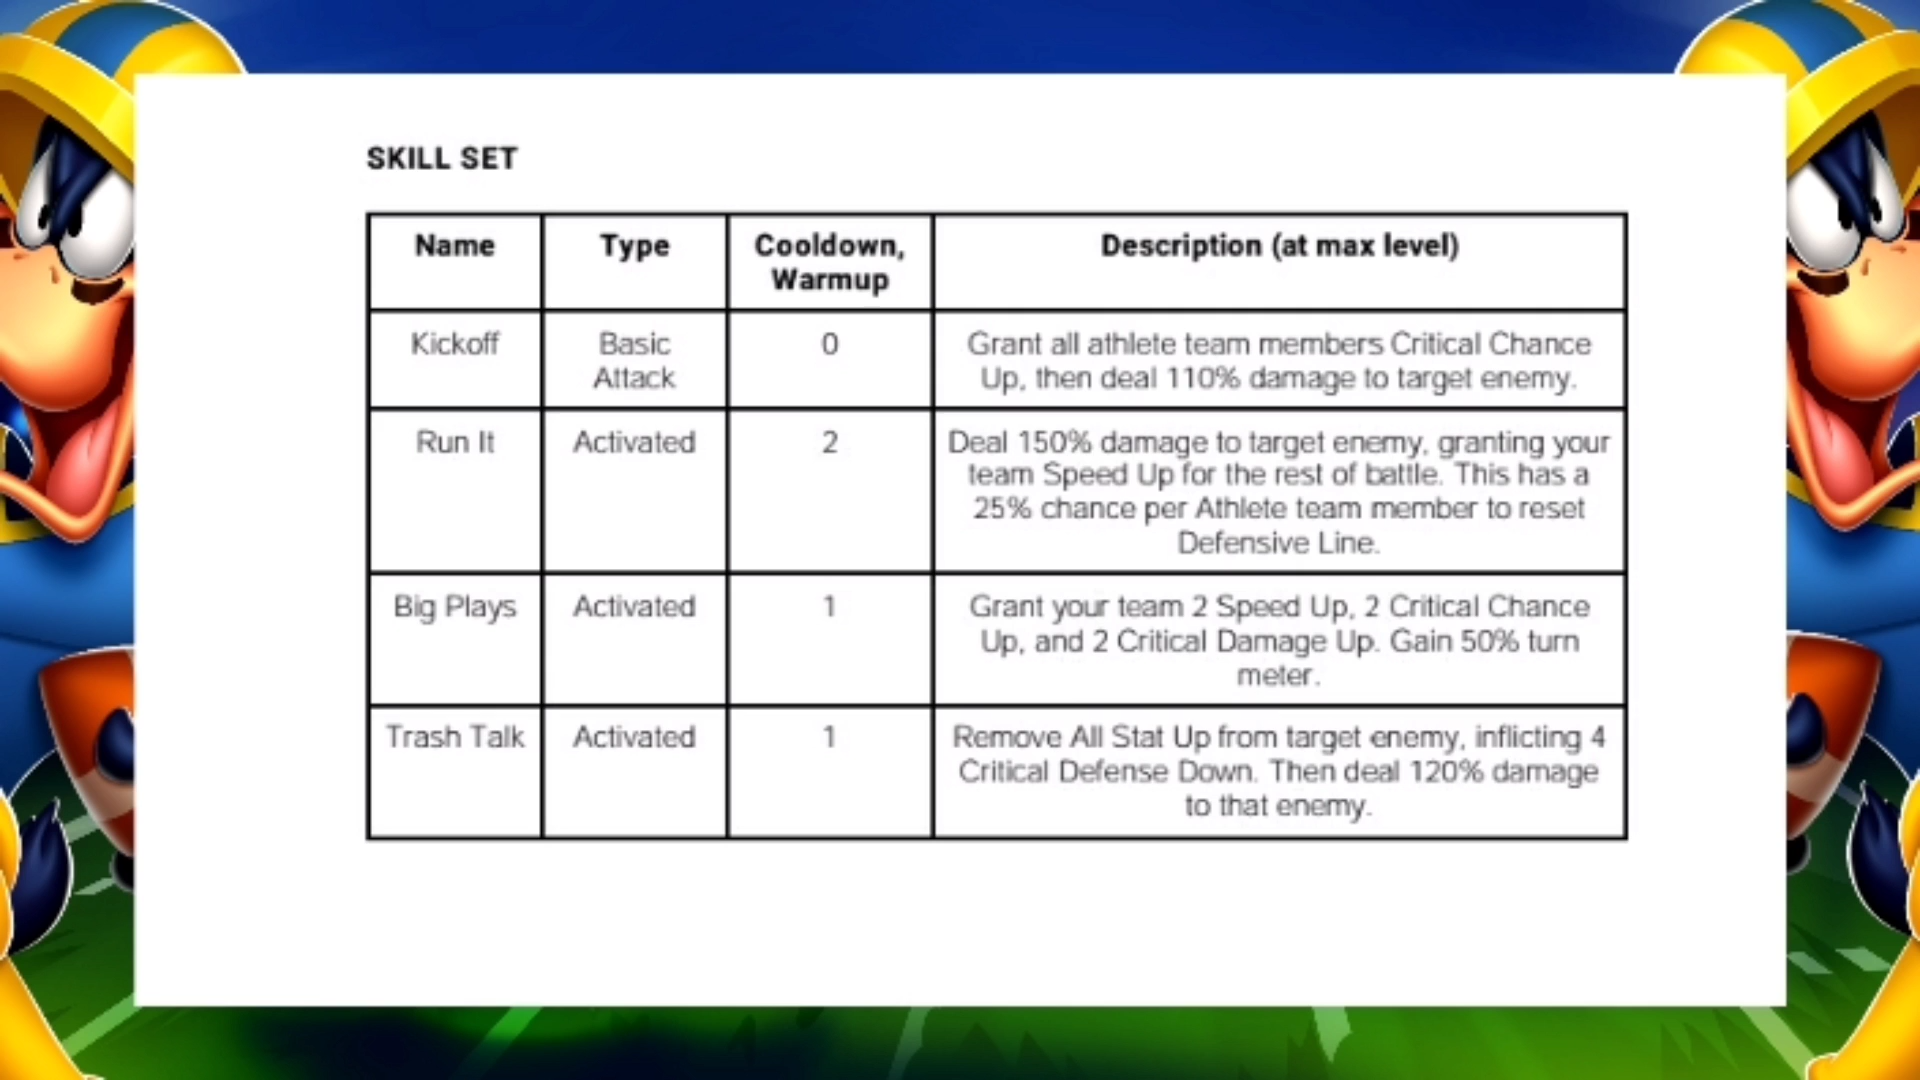 SKILL SET
Name
Type
Cooldown,
Warmup
Description (at max level)
Kickoff
Basic
Attack
0
Grant all athlete team members Critical Chance
Up, then deal 110% damage to target enemy.
Run It
Activated
2
Deal 150% damage to target enemy, granting your
team Speed Up for the rest of battle. This has a
25% chance per Athlete team member to reset
Defensive Line.
Big Plays
Activated
1
Grant your team 2 Speed Up, 2 Critical Chance
Up, and 2 Critical Damage Up. Gain 50% turn
meter.
Trash Talk
Activated
1
Remove All Stat Up from target enemy, inflicting 4
Critical Defense Down. Then deal 120% damage
to that enemy.